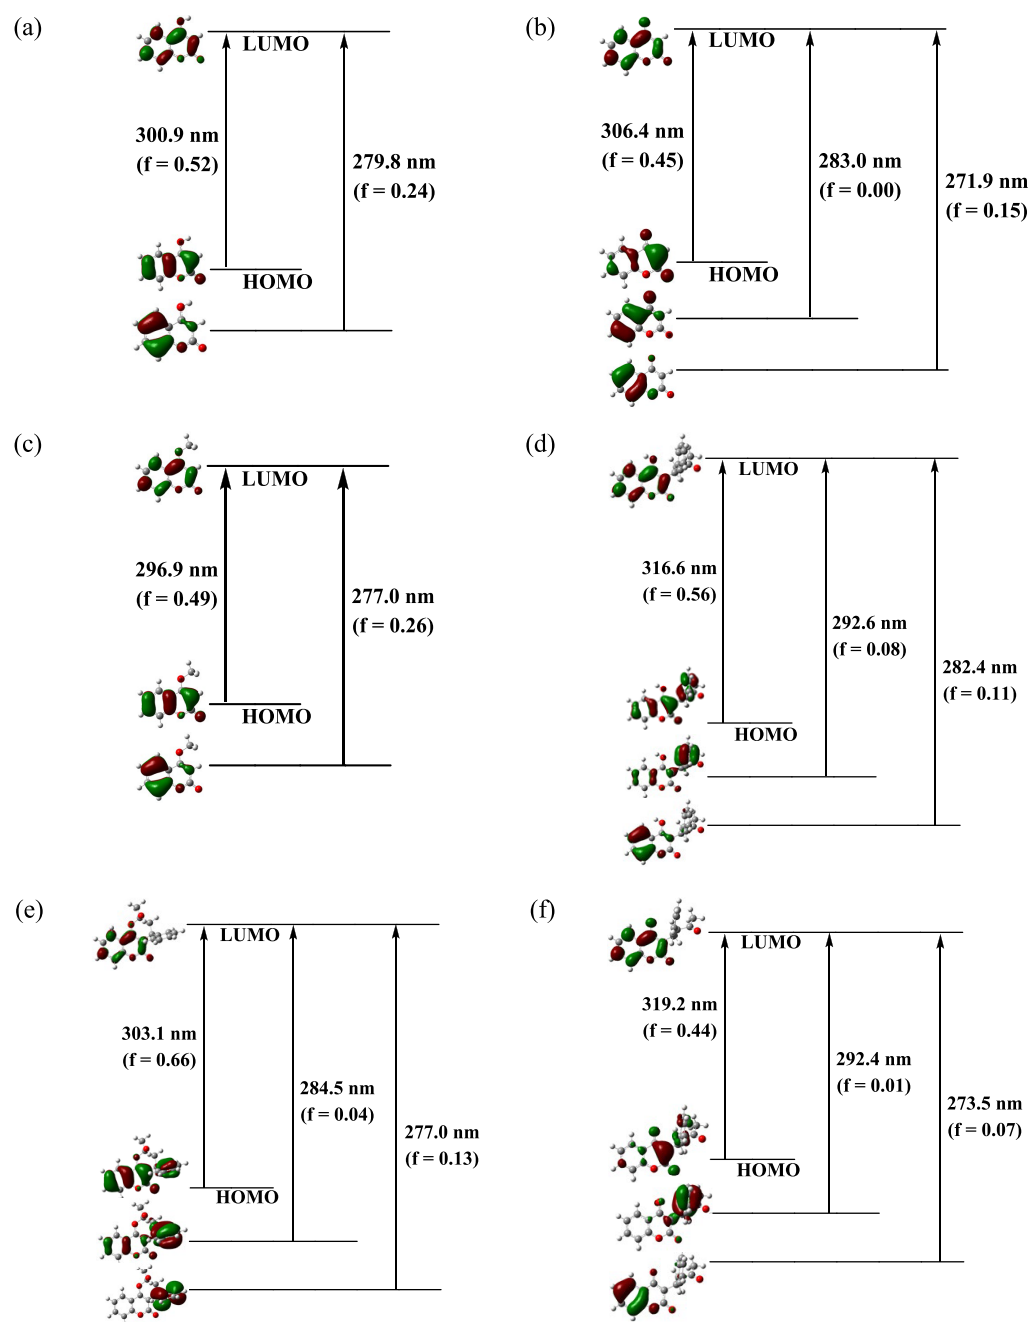 (a)
LUMO
300.9 nm
(f = 0.52)
279.8 nm
(f = 0.24)
HOMO
(b)
LUMO
306.4 nm
(f = 0.45)
283.0 nm
(f = 0.00)
271.9 nm
(f = 0.15)
HOMO
(c)
LUMO
296.9 nm
(f = 0.49)
277.0 nm
(f = 0.26)
HOMO
(d)
LUMO
316.6 nm
(f = 0.56)
292.6 nm
(f = 0.08)
282.4 nm
(f = 0.11)
HOMO
(e)
LUMO
303.1 nm
(f = 0.66)
284.5 nm
(f = 0.04)
277.0 nm
(f = 0.13)
HOMO
(f)
LUMO
319.2 nm
(f = 0.44)
292.4 nm
(f = 0.01)
273.5 nm
(f = 0.07)
HOMO